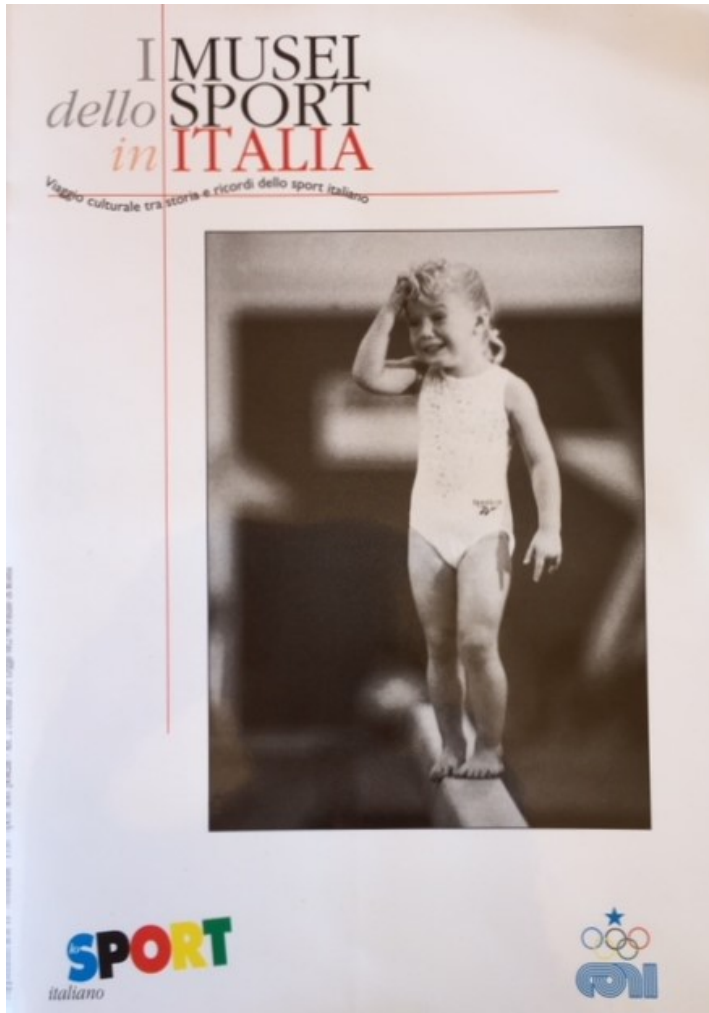 I MUSEI
dello SPORT
in ITALIA
Viaggio culturale tra storia e ricordi dello sport italiano
Reebok
lo SPORT
italiano
CONI